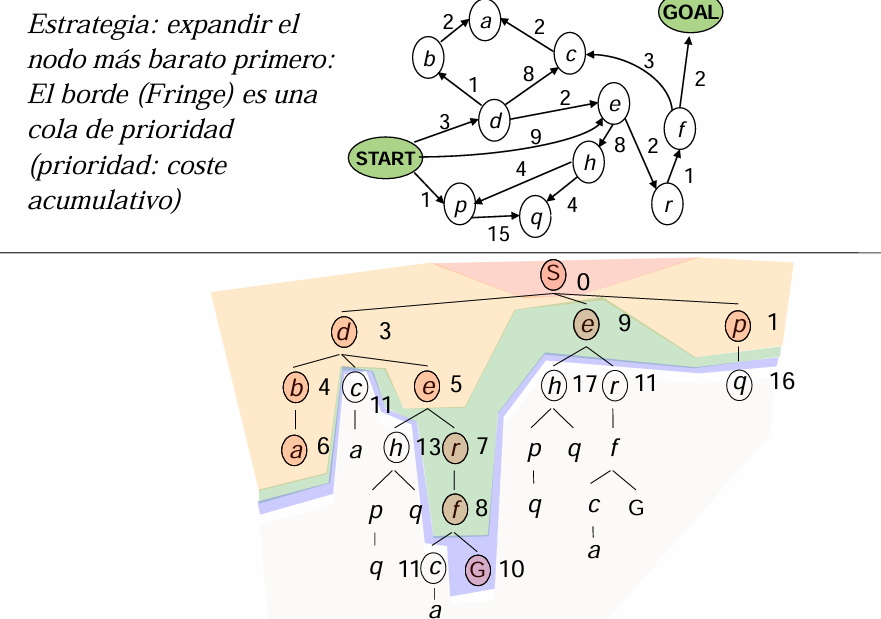 Estrategia: expandir el
nodo más barato primero:
El borde (Fringe) es una
cola de prioridad
(prioridad: coste
acumulativo)
GOAL
a
2
2
b
c
3
8
1
2
2
e
3
d
f
9
START
8
2
4
h
1
1
p
4
r
q
15
S
0
d
3
e
9
p
1
b
4
c
11
e
5
h
17
r
11
q
16
a
6
a
h
13
r
7
p
q
f
p
q
f
8
q
c
G
q
11
c
G
10
a
a